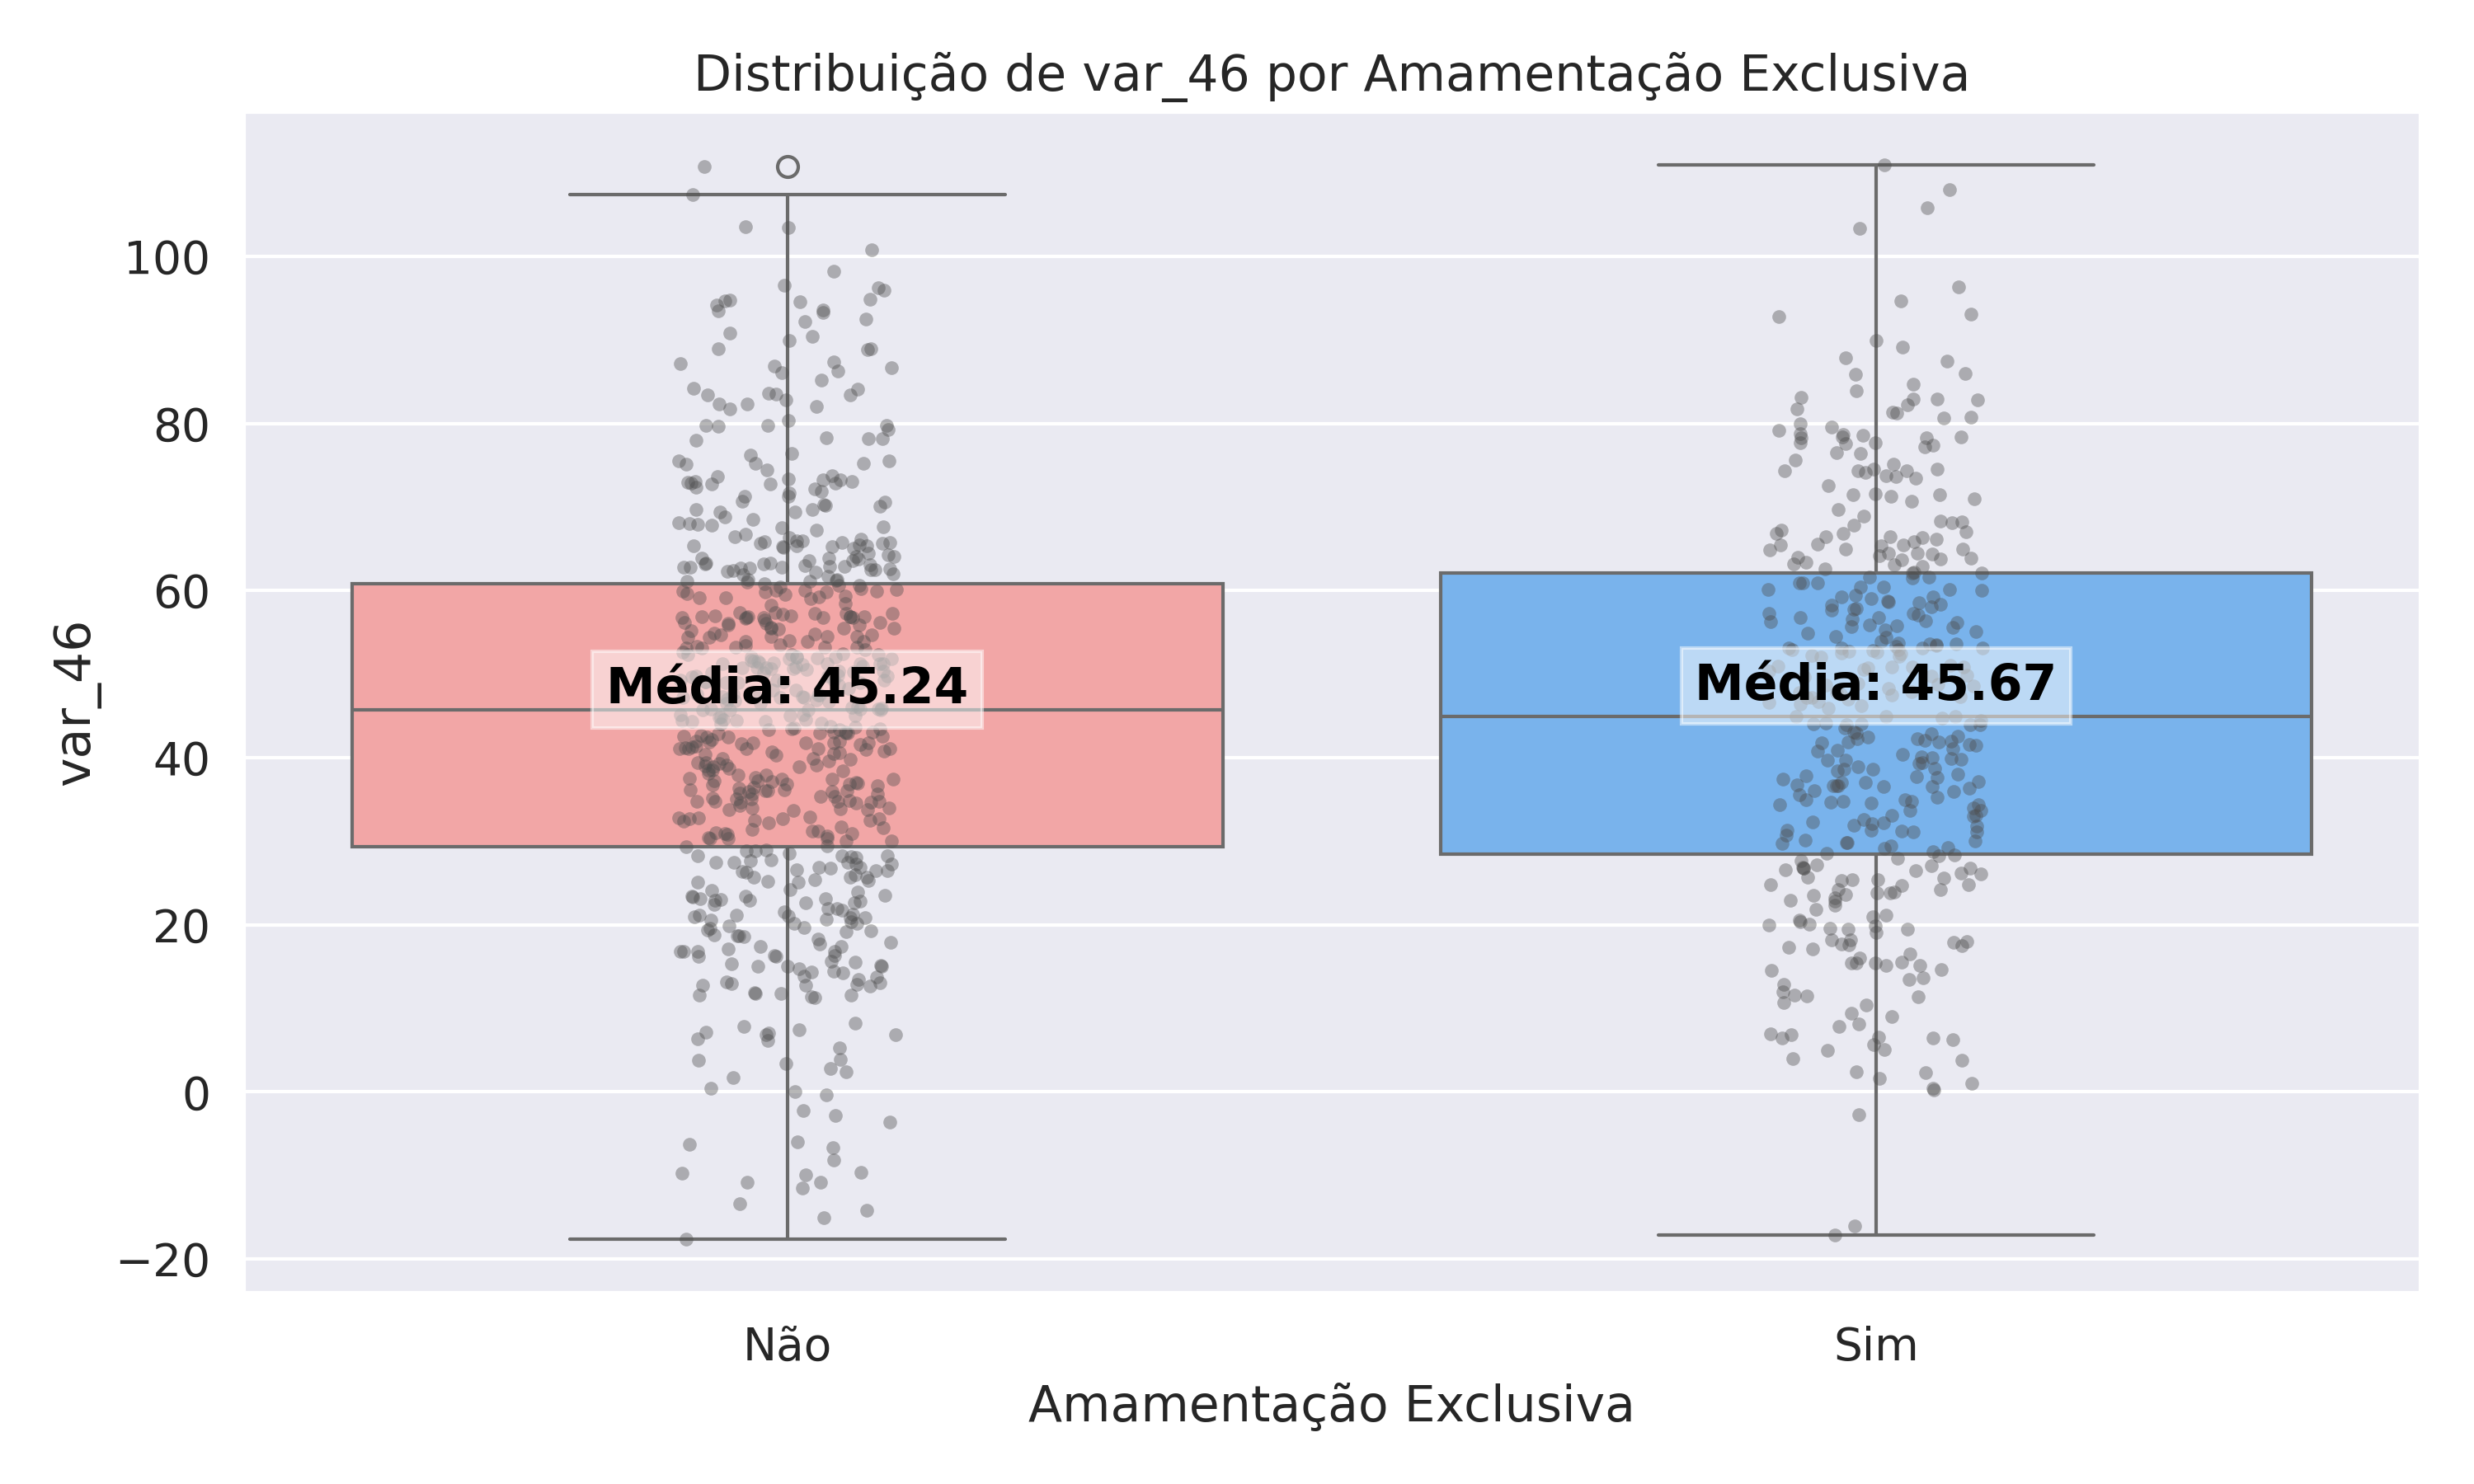 Distribuição de var_46 por Amamentação Exclusiva
var_46
100
80
60
40
20
0
−20
Média: 45.24
Média: 45.67
Não
Sim
Amamentação Exclusiva